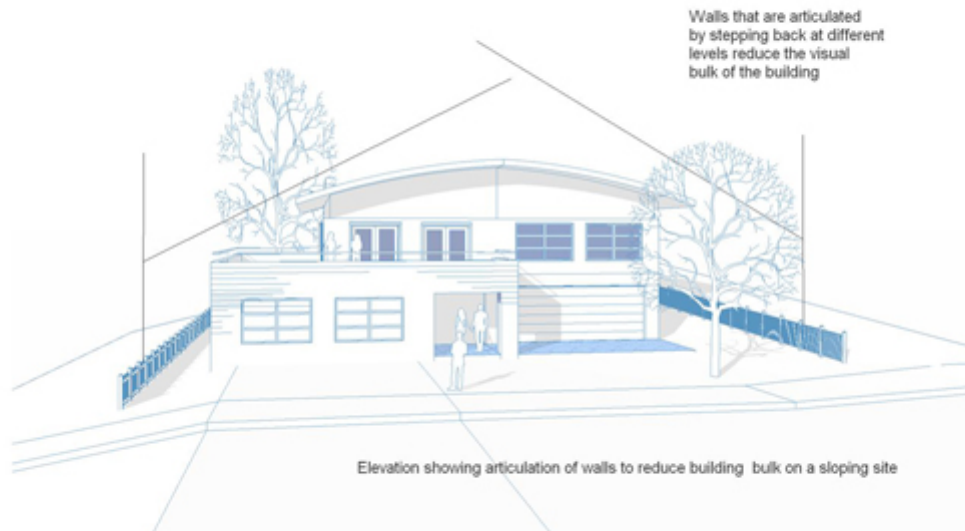 Walls that are articulated
by stepping back at different
levels reduce the visual
bulk of the building
Elevation showing articulation of walls to reduce building bulk on a sloping site